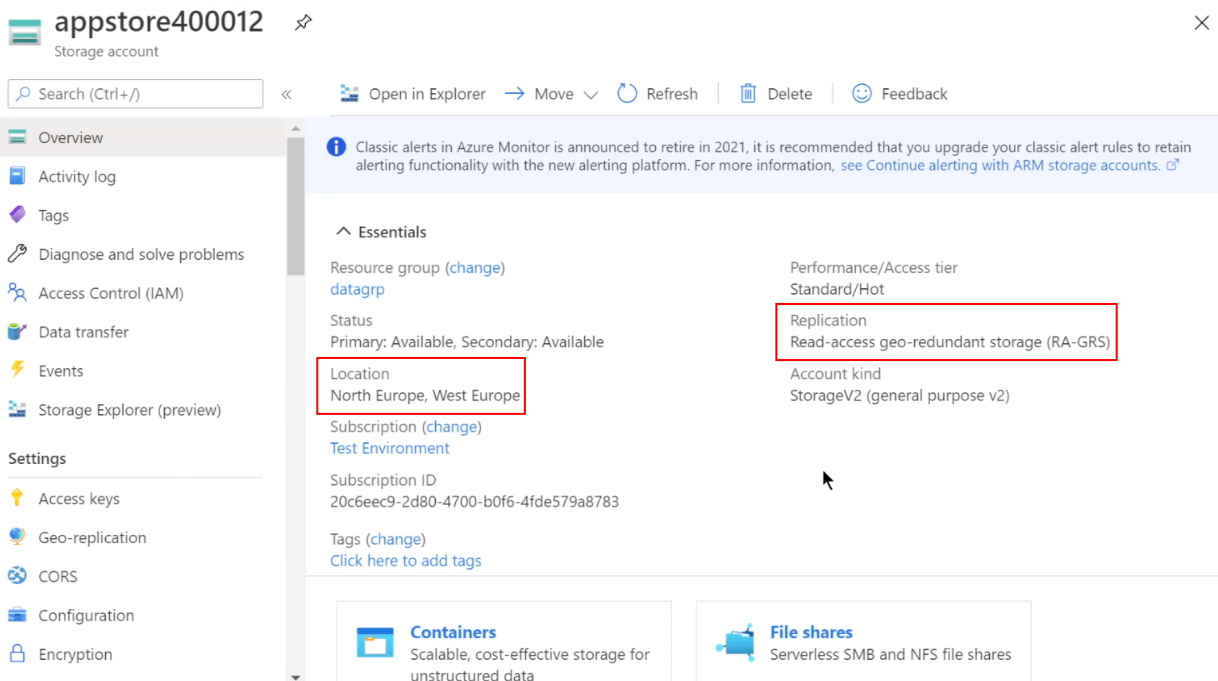 appstore400012
Storage account
Search (Ctrl+/)
«
Open in Explorer
Move
Refresh
Delete
Feedback
Overview
Activity log
Tags
Diagnose and solve problems
Access Control (IAM)
Data transfer
Events
Storage Explorer (preview)
Settings
Access keys
Geo-replication
CORS
Configuration
Encryption
Classic alerts in Azure Monitor is announced to retire in 2021, it is recommended that you upgrade your classic alert rules to retain
alerting functionality with the new alerting platform. For more information, see Continue alerting with ARM storage accounts.
Essentials
Resource group (change)
datagrp
Status
Primary: Available, Secondary: Available
Location
North Europe, West Europe
Subscription (change)
Test Environment
Subscription ID
20c6eec9-2d80-4700-b0f6-4fde579a8783
Tags (change)
Click here to add tags
Performance/Access tier
Standard/Hot
Replication
Read-access geo-redundant storage (RA-GRS)
Account kind
StorageV2 (general purpose v2)
Containers
Scalable, cost-effective storage for
unstructured data
File shares
Serverless SMB and NFS file shares